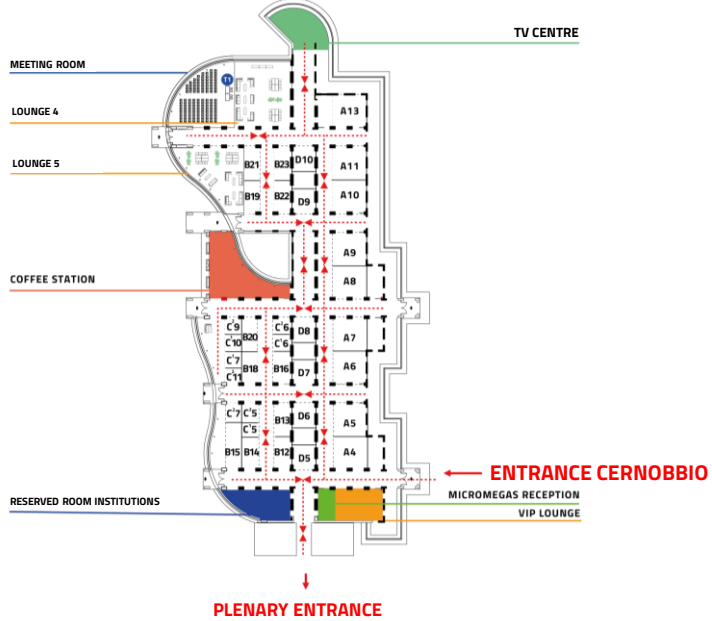 TV CENTRE
MEETING ROOM
T1
LOUNGE 4
A13
LOUNGE 5
B21 B23 D10 A11
B19 B22 D9 A10
A9
COFFEE STATION
A8
C'9 C'6 D8 A7
C'10 B20 C'6
C'7 B18 B16 D7 A6
C'11
C'7 C'5 B13 D6 A5
C'5
B15 B14 B12 D5 A4
ENTRANCE CERNOBBIO
RESERVED ROOM INSTITUTIONS
MICROMEGAS RECEPTION
VIP LOUNGE
PLENARY ENTRANCE